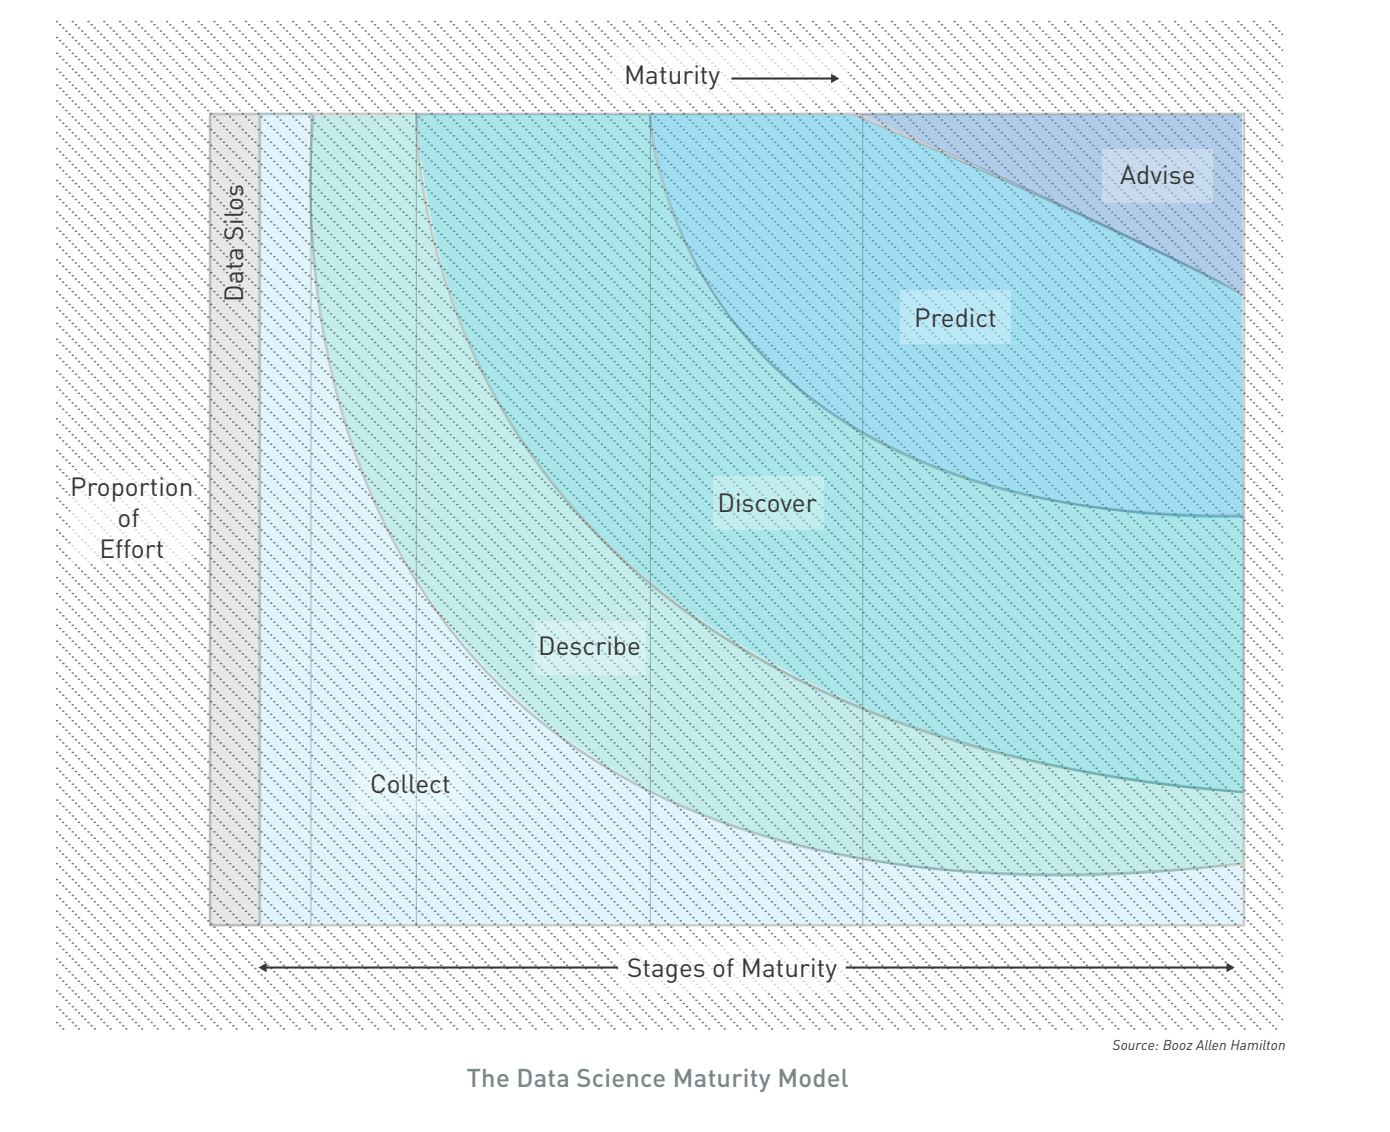 Maturity
Data Silos
Advise
Predict
Proportion
of
Effort
Discover
Describe
Collect
Stages of Maturity
Source: Booz Allen Hamilton
The Data Science Maturity Model